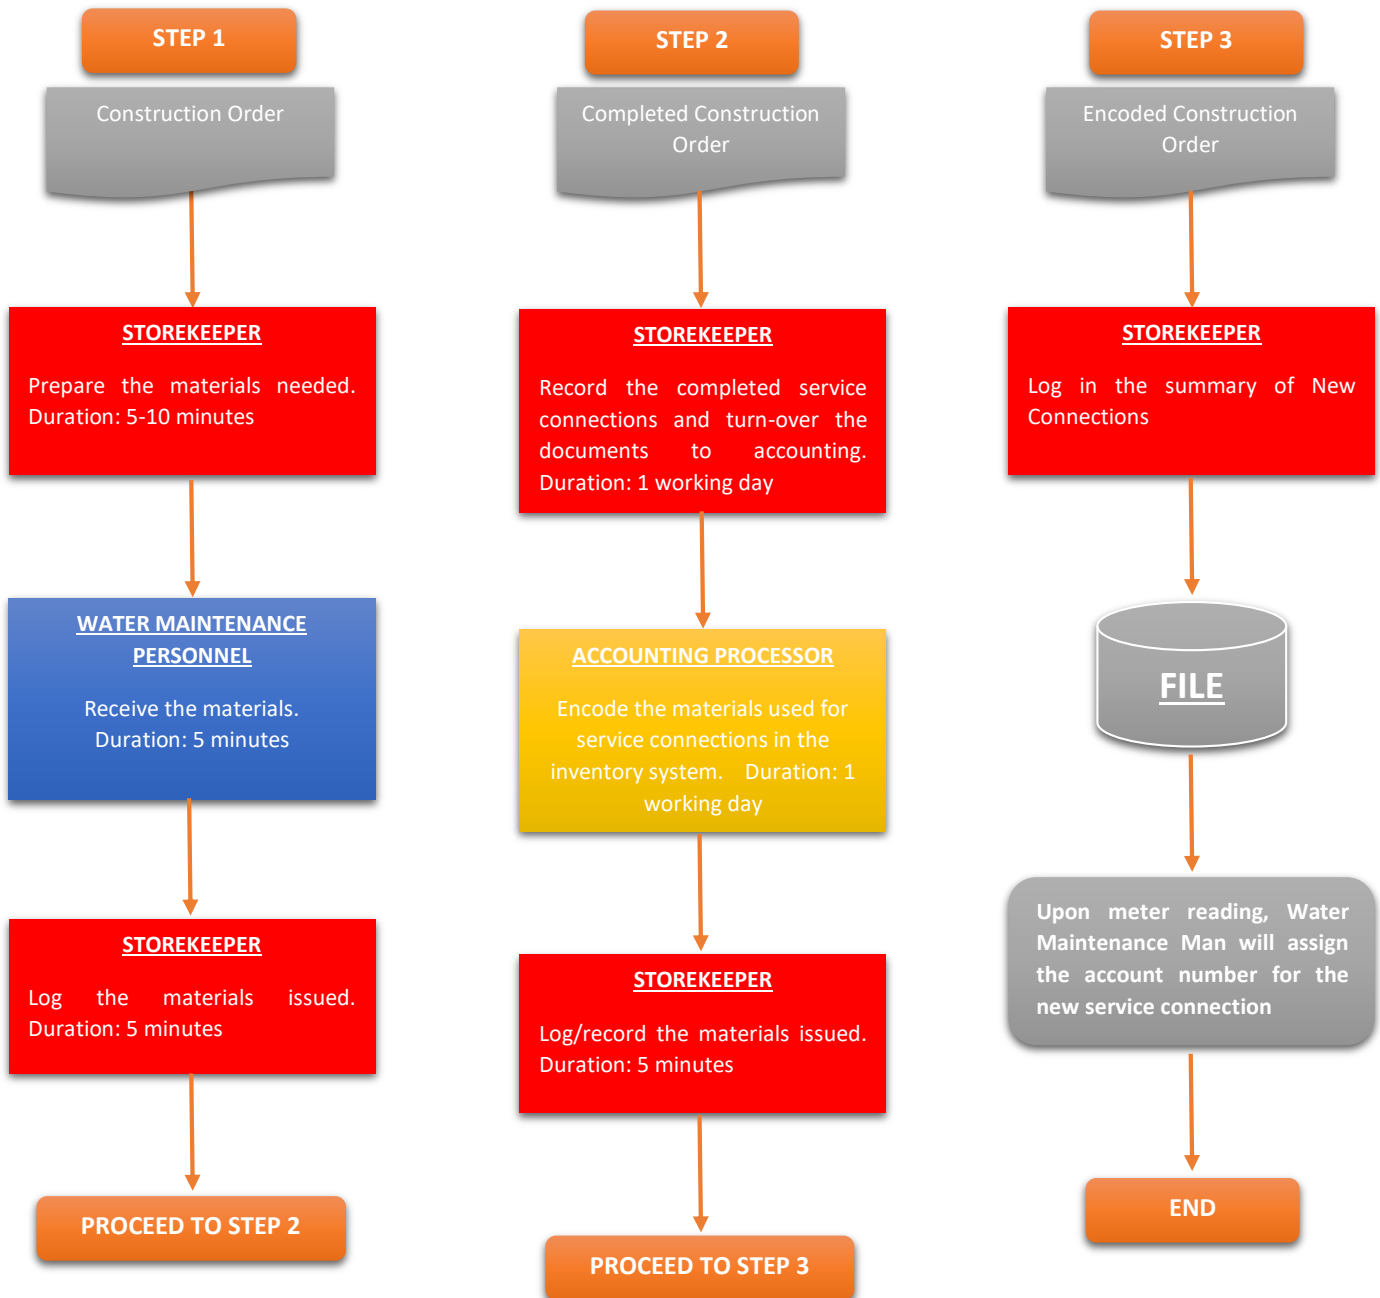 STEP 1
Construction Order
STOREKEEPER
Prepare the materials needed.
Duration: 5-10 minutes
WATER MAINTENANCE
PERSONNEL
Receive the materials.
Duration: 5 minutes
STOREKEEPER
Log the materials issued.
Duration: 5 minutes
PROCEED TO STEP 2
STEP 2
Completed Construction
Order
STOREKEEPER
Record the completed service
connections and turn-over the
documents to accounting.
Duration: 1 working day
ACCOUNTING PROCESSOR
Encode the materials used for
service connections in the
inventory system. Duration: 1
working day
STOREKEEPER
Log/record the materials issued.
Duration: 5 minutes
PROCEED TO STEP 3
STEP 3
Encoded Construction
Order
STOREKEEPER
Log in the summary of New
Connections
FILE
Upon meter reading, Water
Maintenance Man will assign
the account number for the
new service connection
END